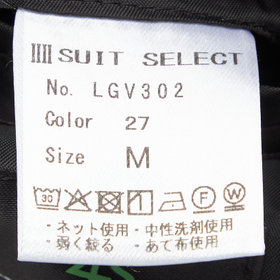 SUIT SELECT
No. LGV302
Color 27
Size M
30 F W
・ネット使用 ・中性洗剤使用
・弱く絞る ・あて布使用